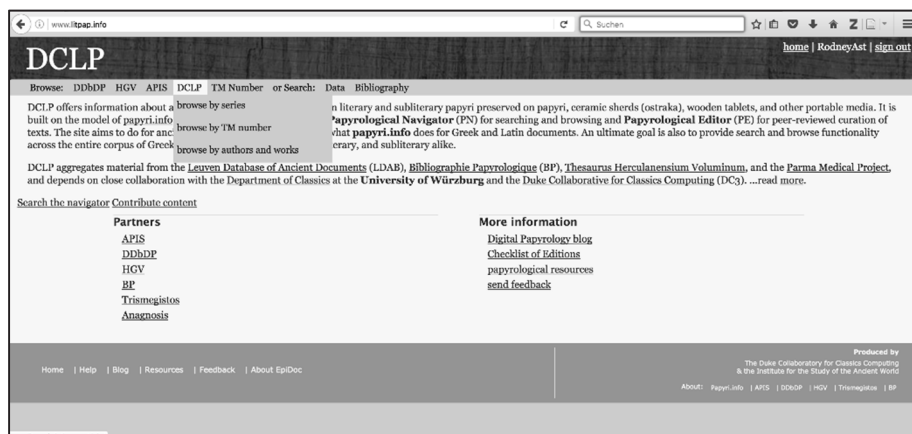 www.litpap.info
Suchen
home | RodneyAst | sign out
DCLP
Browse: DDbDP HGV APIS DCLP TM Number or Search: Data Bibliography
browse by series
browse by TM number
browse by authors and works
DCLP offers information about a n literary and subliterary papyri preserved on papyri, ceramic sherds (ostraka), wooden tablets, and other portable media. It is
built on the model of papyri.info Papyrological Navigator (PN) for searching and browsing and Papyrological Editor (PE) for peer-reviewed curation of
texts. The site aims to do for anc hat papyri.info does for Greek and Latin documents. An ultimate goal is also to provide search and browse functionality
across the entire corpus of Greek erary, and subliterary alike.
DCLP aggregates material from the Leuven Database of Ancient Documents (LDAB), Bibliographie Papyrologique (BP), Thesaurus Herculanensium Voluminum, and the Parma Medical Project,
and depends on close collaboration with the Department of Classics at the University of Würzburg and the Duke Collaborative for Classics Computing (DC3). ...read more.
Search the navigator Contribute content
Partners
APIS
DDbDP
HGV
BP
Trismegistos
Anagnosis
More information
Digital Papyrology blog
Checklist of Editions
papyrological resources
send feedback
Home | Help | Blog | Resources | Feedback | About EpiDoc
Produced by
The Duke Collaboratory for Classics Computing
& the Institute for the Study of the Ancient World
About: Papyri.info | APIS | DDbDP | HGV | Trismegistos | BP